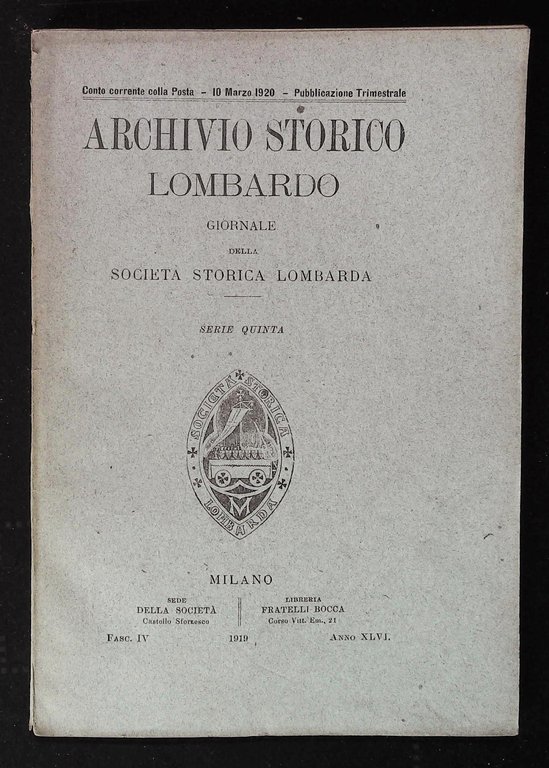 Conto corrente colla Posta – 10 Marzo 1920 – Pubblicazione Trimestrale
ARCHIVIO STORICO
LOMBARDO
GIORNALE
DELLA
SOCIETÀ STORICA LOMBARDA
SERIE QUINTA
SOCIETÀ STORICA
LOMBARDA
M
MILANO
SEDE
DELLA SOCIETÀ
Castello Sforzesco
LIBRERIA
FRATELLI BOCCA
Corso Vitt. Em., 21
FASC. IV 1919 ANNO XLVI.